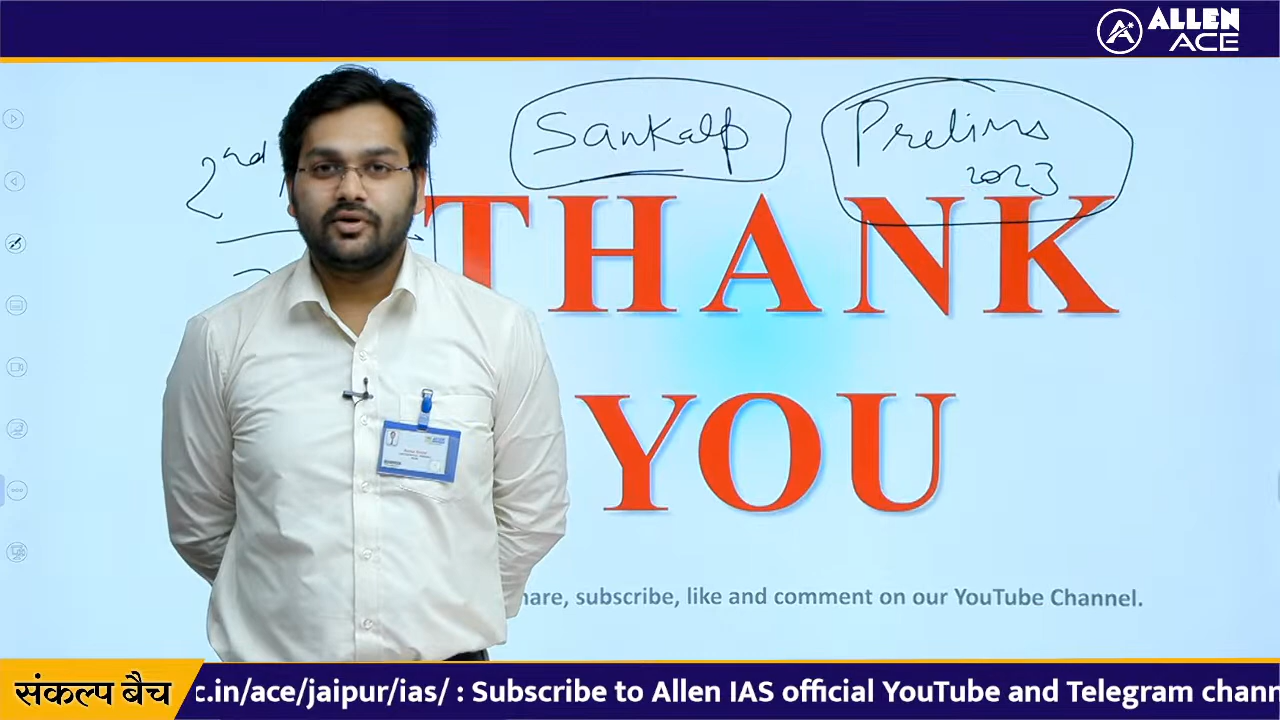 ALLEN
ACE
2nd
Sankalp
Prelims
2023
THANK
YOU
hare, subscribe, like and comment on our YouTube Channel.
संकल्प बैच
c.in/ace/jaipur/ias/ : Subscribe to Allen IAS official YouTube and Telegram chann